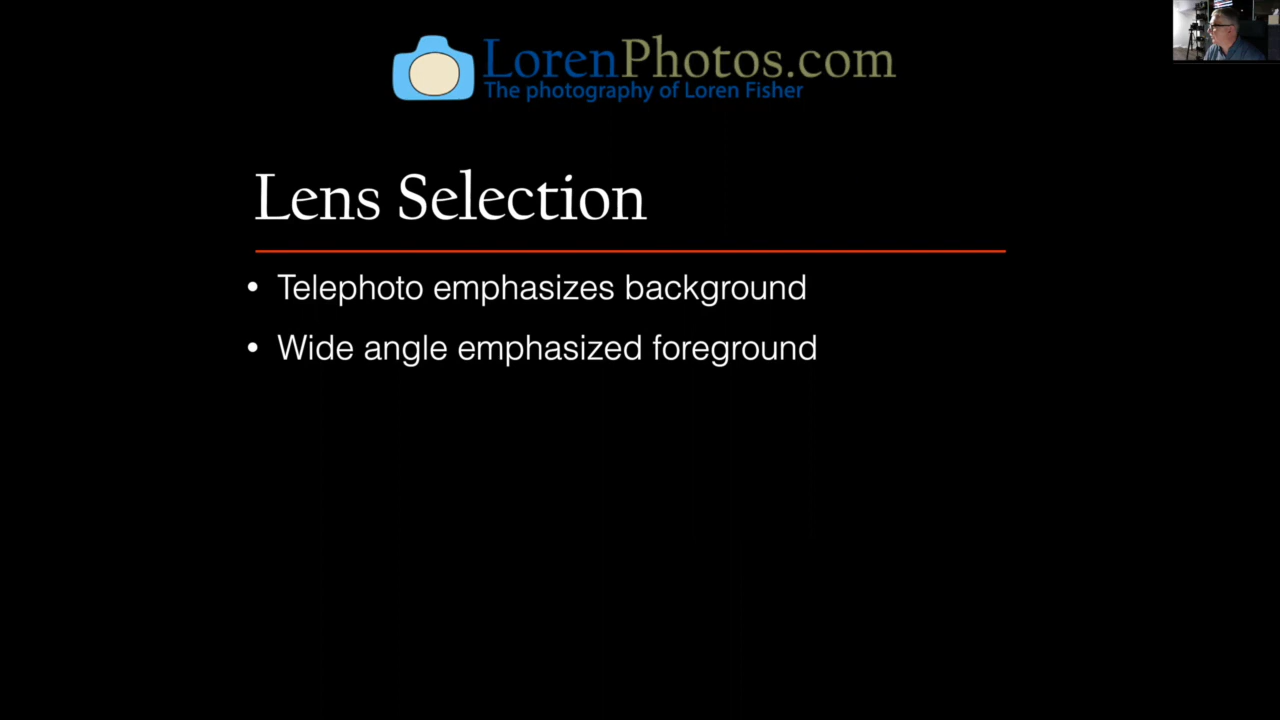 LorenPhotos.com
The photography of Loren Fisher
Lens Selection
• Telephoto emphasizes background
• Wide angle emphasized foreground